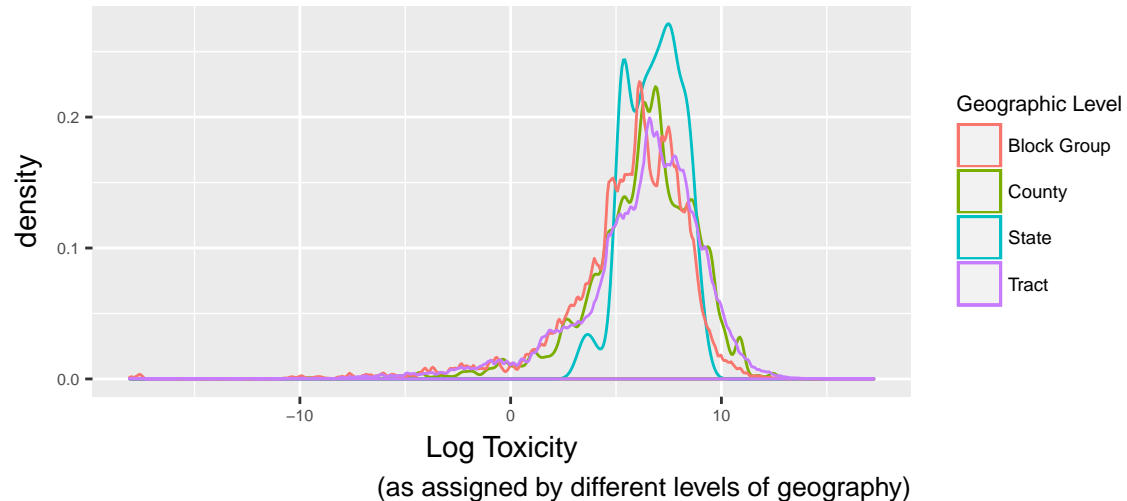 0.2
0.1
0.0
density
−10
0
10
Log Toxicity
(as assigned by different levels of geography)
Geographic Level
Block Group
County
State
Tract